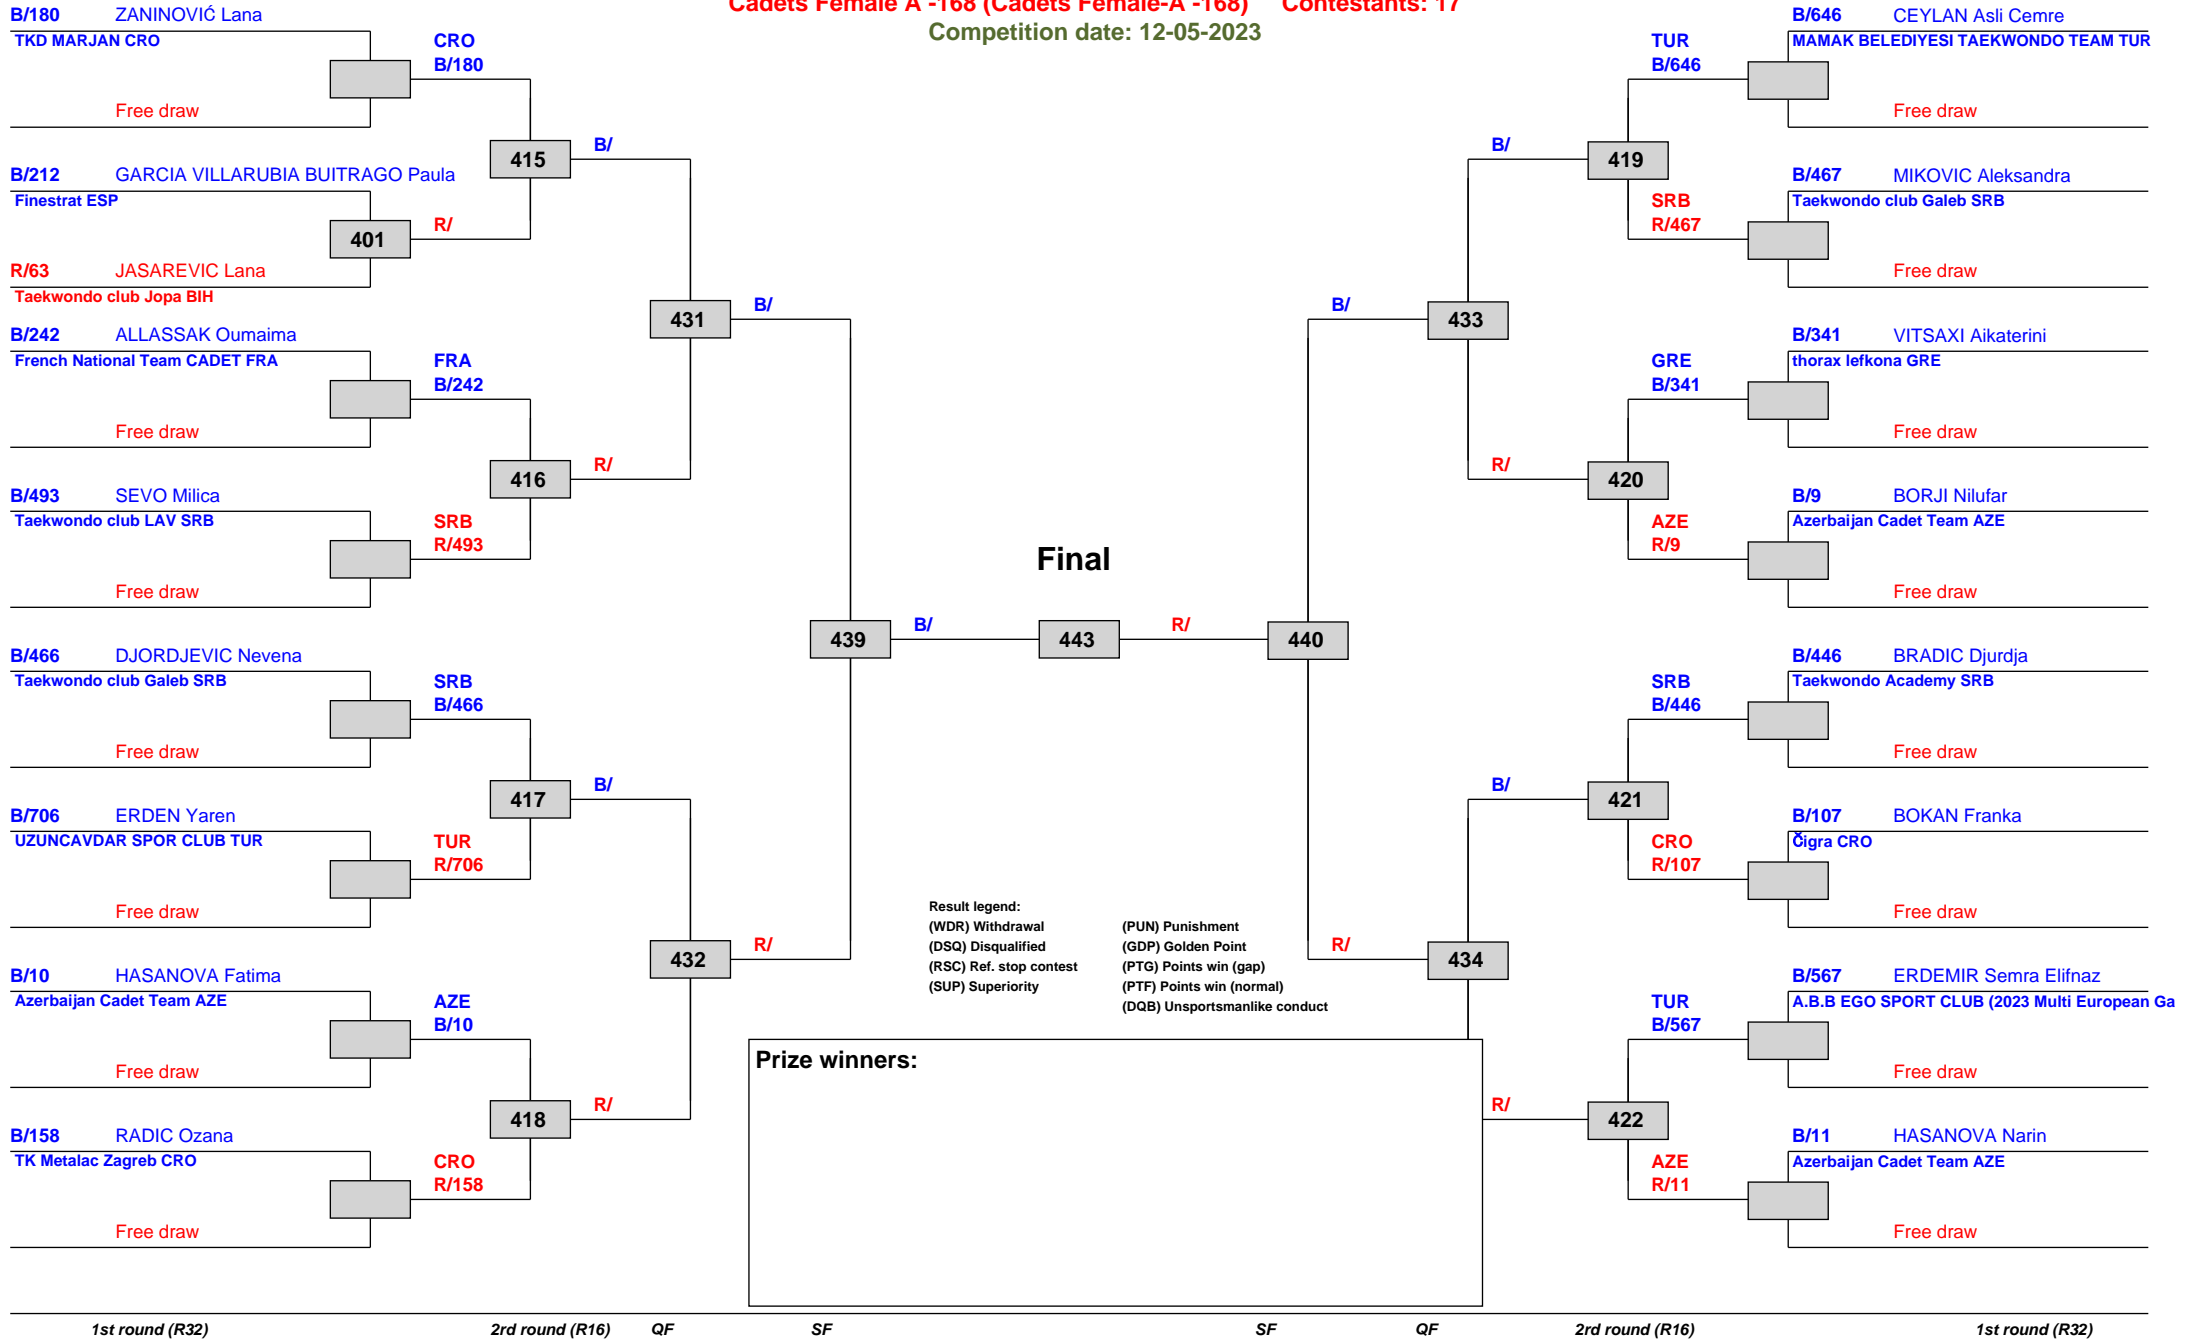 Cadets Female A -168 (Cadets Female-A -168) Contestants: 17
Competition date: 12-05-2023
B/180 ZANINOVIĆ Lana
TKD MARJAN CRO
Free draw
CRO
B/180
B/212 GARCIA VILLARUBIA BUITRAGO Paula
Finestrat ESP
401
R/
R/63 JASAREVIC Lana
Taekwondo club Jopa BIH
415
B/
B/242 ALLASSAK Oumaima
French National Team CADET FRA
Free draw
FRA
B/242
416
R/
B/493 SEVO Milica
Taekwondo club LAV SRB
Free draw
SRB
R/493
431
B/
B/466 DJORDJEVIC Nevena
Taekwondo club Galeb SRB
Free draw
SRB
B/466
417
B/
B/706 ERDEN Yaren
UZUNCAVDAR SPOR CLUB TUR
Free draw
TUR
R/706
432
R/
B/10 HASANOVA Fatima
Azerbaijan Cadet Team AZE
Free draw
AZE
B/10
418
R/
B/158 RADIC Ozana
TK Metalac Zagreb CRO
Free draw
CRO
R/158
439
B/
Final
443
R/
440
B/646 CEYLAN Asli Cemre
MAMAK BELEDIYESI TAEKWONDO TEAM TUR
Free draw
TUR
B/646
419
B/
B/467 MIKOVIC Aleksandra
Taekwondo club Galeb SRB
Free draw
SRB
R/467
433
B/
B/341 VITSAXI Aikaterini
thorax lefkona GRE
Free draw
GRE
B/341
420
R/
B/9 BORJI Nilufar
Azerbaijan Cadet Team AZE
Free draw
AZE
R/9
B/446 BRADIC Djurdja
Taekwondo Academy SRB
Free draw
SRB
B/446
421
B/
B/107 BOKAN Franka
Čigra CRO
Free draw
CRO
R/107
434
R/
B/567 ERDEMIR Semra Elifnaz
A.B.B EGO SPORT CLUB (2023 Multi European Ga
Free draw
TUR
B/567
422
R/
B/11 HASANOVA Narin
Azerbaijan Cadet Team AZE
Free draw
AZE
R/11
Result legend:
(WDR) Withdrawal (PUN) Punishment
(DSQ) Disqualified (GDP) Golden Point
(RSC) Ref. stop contest (PTG) Points win (gap)
(SUP) Superiority (PTF) Points win (normal)
(DQB) Unsportsmanlike conduct
Prize winners:
1st round (R32) 2rd round (R16) QF SF SF QF 2rd round (R16) 1st round (R32)